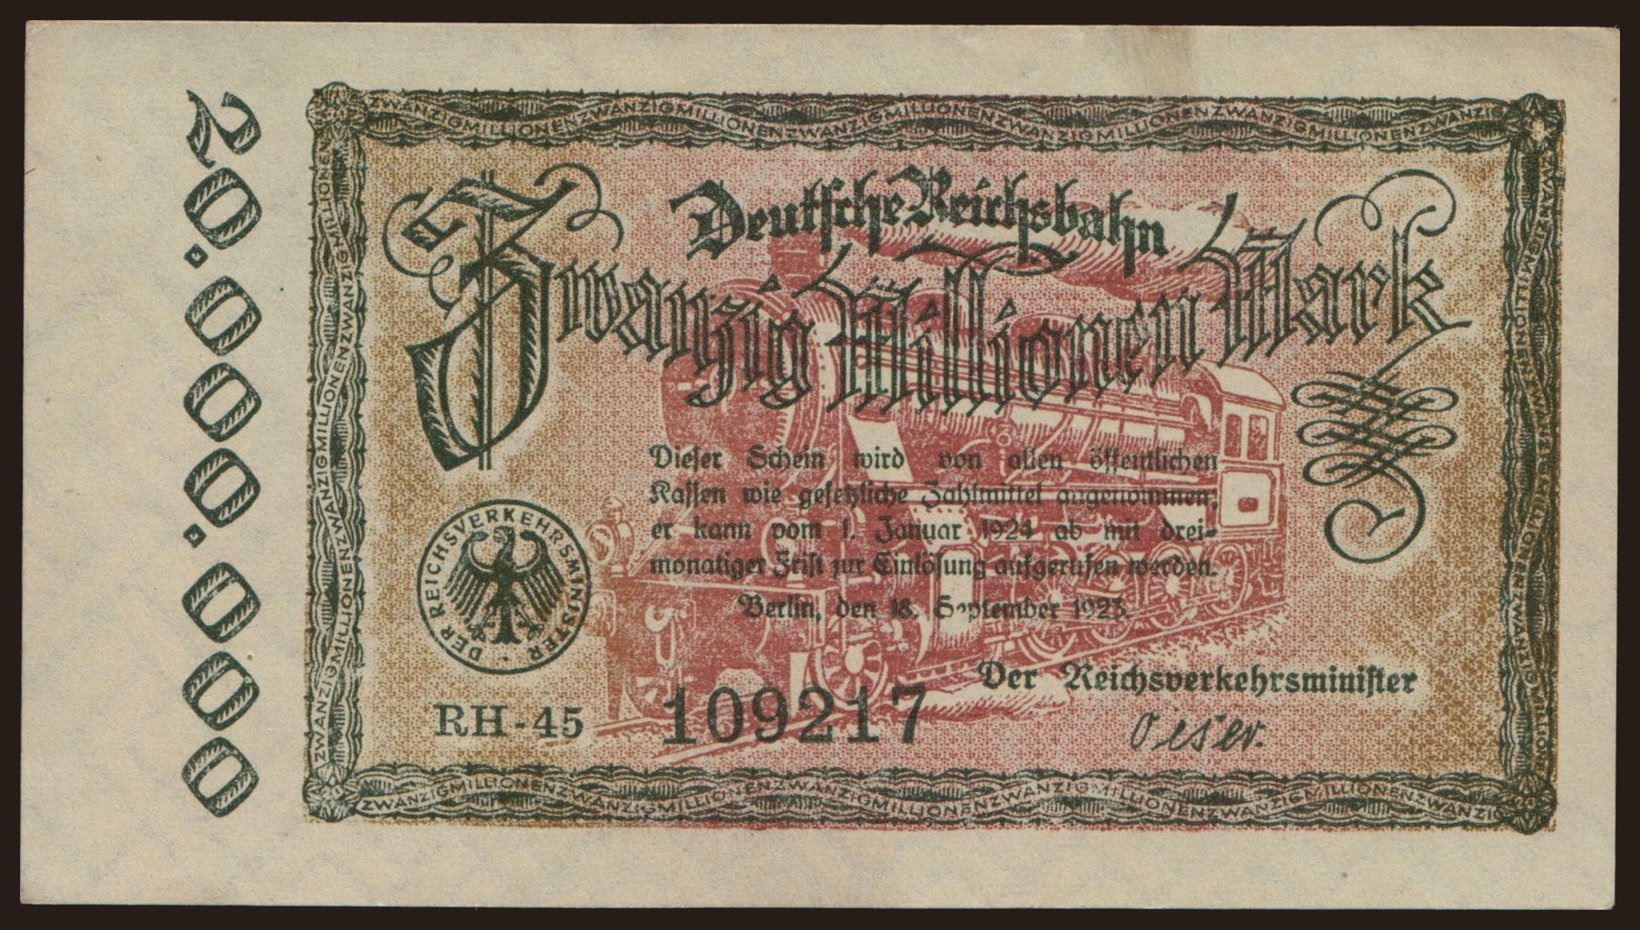 20.000.000
Deutsche Reichsbahn
Zwanzig Millionen Mark
Dieser Schein wird von allen öffentlichen
Kassen wie gesetzliche Zahlmittel angenommen;
er kann vom 1. Januar 1924 ab mit drei-
monatiger Frist zur Einlösung aufgerufen werden.
Berlin, den 18. September 1923.
Der Reichsverkehrsminister
Oeser.
DER REICHSVERKEHRSMINISTER
RH-45 109217
ZWANZIGMILLIONENZWANZIGMILLIONENZWANZIGMILLIONENZWANZIGMILLIONENZWANZIGMILLIONENZWANZIG